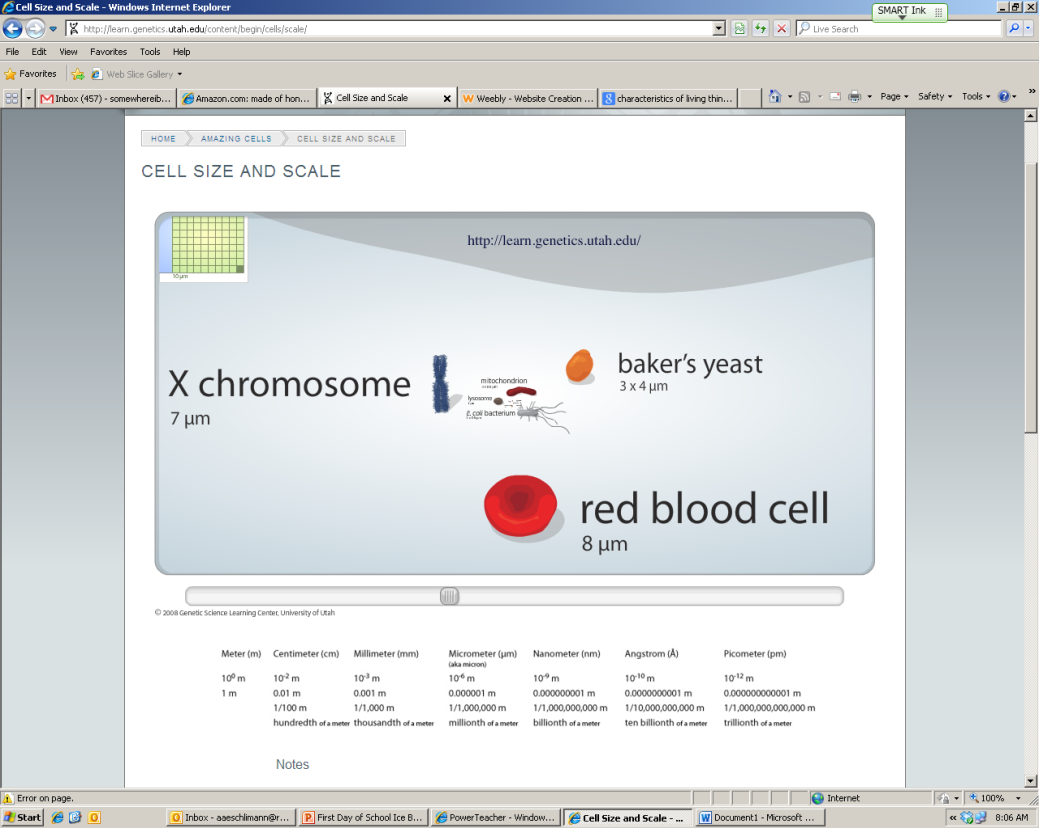 Cell Size and Scale - Windows Internet Explorer
SMART Ink
http://learn.genetics.utah.edu/content/begin/cells/scale/
Live Search
File Edit View Favorites Tools Help
Favorites Web Slice Gallery
Inbox (457) - somewhereib... Amazon.com: made of hon... Cell Size and Scale Weebly - Website Creation ... characteristics of living thin... Page Safety Tools
HOME AMAZING CELLS CELL SIZE AND SCALE
CELL SIZE AND SCALE
http://learn.genetics.utah.edu/
10 µm
X chromosome
7 µm
baker's yeast
3 x 4 µm
mitochondrion
lysosome
E. coli bacterium
red blood cell
8 µm
© 2008 Genetic Science Learning Center, University of Utah
Meter (m) Centimeter (cm) Millimeter (mm) Micrometer (µm) Nanometer (nm) Angstrom (Å) Picometer (pm)
(aka micron)
10⁰ m 10⁻² m 10⁻³ m 10⁻⁶ m 10⁻⁹ m 10⁻¹⁰ m 10⁻¹² m
1 m 0.01 m 0.001 m 0.000001 m 0.000000001 m 0.0000000001 m 0.000000000001 m
1/100 m 1/1,000 m 1/1,000,000 m 1/1,000,000,000 m 1/10,000,000,000 m 1/1,000,000,000,000 m
hundredth of a meter thousandth of a meter millionth of a meter billionth of a meter ten billionth of a meter trillionth of a meter
Notes
Error on page. Internet 100%
Start Inbox - aaeschlimann@r... First Day of School Ice B... PowerTeacher - Window... Cell Size and Scale - ... Document1 - Microsoft ... 8:06 AM